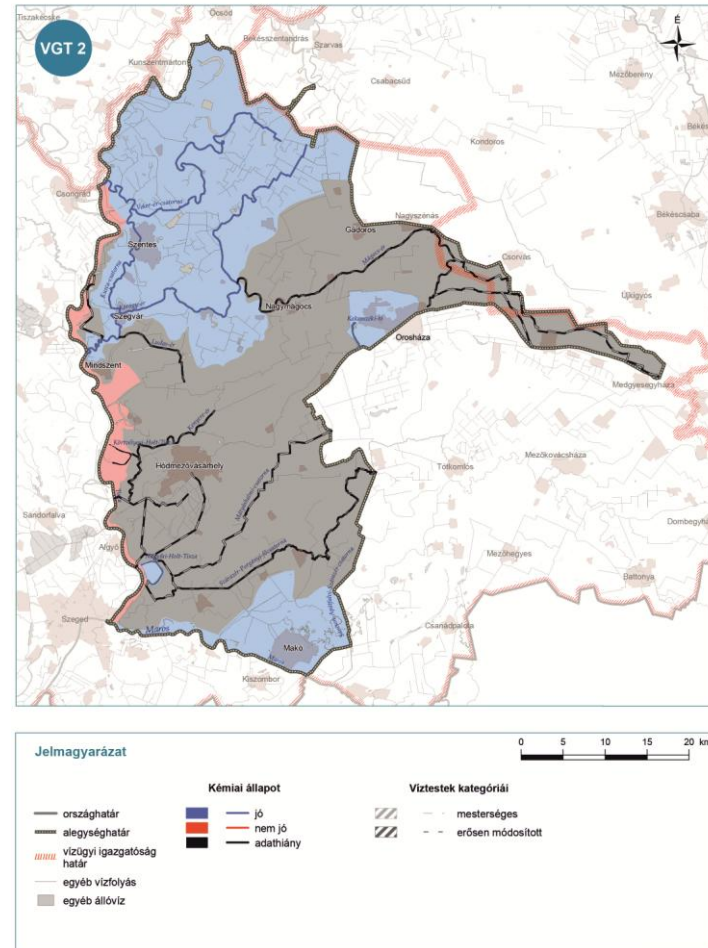 VGT 2
É
Tiszakécske
Öcsöd
Békésszentandrás
Szarvas
Kunszentmárton
Csabacsűd
Mezőberény
Békés
Kondoros
Csongrád
Nagyszénás
Békéscsaba
Szentes
Gádoros
Csorvás
Nagymágocs
Újkígyós
Szegvár
Orosháza
Mindszent
Medgyesegyháza
Hódmezővásárhely
Tótkomlós
Mezőkovácsháza
Sándorfalva
Dombegyház
Algyő
Mezőhegyes
Battonya
Szeged
Maros
Csanádpalota
Makó
Kiszombor
Jelmagyarázat
0 5 10 15 20 km
Kémiai állapot
Víztestek kategóriái
országhatár
jó
mesterséges
alegységhatár
nem jó
erősen módosított
vízügyi igazgatóság
határ
adathiány
egyéb vízfolyás
egyéb állóvíz